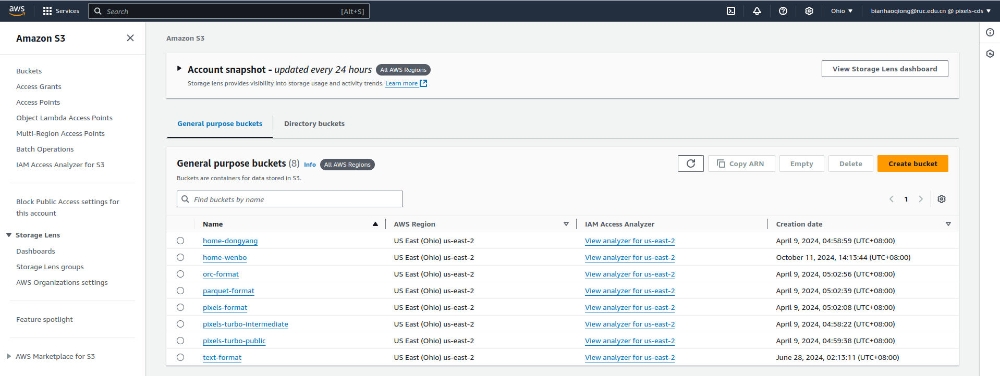 aws Services Search [Alt+S] Ohio bianhaoqiong@ruc.edu.cn @ pixels-cds
Amazon S3
Buckets
Access Grants
Access Points
Object Lambda Access Points
Multi-Region Access Points
Batch Operations
IAM Access Analyzer for S3
Block Public Access settings for
this account
Storage Lens
Dashboards
Storage Lens groups
AWS Organizations settings
Feature spotlight
AWS Marketplace for S3
Amazon S3
Account snapshot - updated every 24 hours All AWS Regions
Storage lens provides visibility into storage usage and activity trends. Learn more
View Storage Lens dashboard
General purpose buckets Directory buckets
General purpose buckets (8) Info All AWS Regions
Buckets are containers for data stored in S3.
Copy ARN Empty Delete Create bucket
Find buckets by name
1
Name AWS Region IAM Access Analyzer Creation date
home-dongyang US East (Ohio) us-east-2 View analyzer for us-east-2 April 9, 2024, 04:58:59 (UTC+08:00)
home-wenbo US East (Ohio) us-east-2 View analyzer for us-east-2 October 11, 2024, 14:13:44 (UTC+08:00)
orc-format US East (Ohio) us-east-2 View analyzer for us-east-2 April 9, 2024, 05:02:56 (UTC+08:00)
parquet-format US East (Ohio) us-east-2 View analyzer for us-east-2 April 9, 2024, 05:02:39 (UTC+08:00)
pixels-format US East (Ohio) us-east-2 View analyzer for us-east-2 April 9, 2024, 05:02:08 (UTC+08:00)
pixels-turbo-intermediate US East (Ohio) us-east-2 View analyzer for us-east-2 April 9, 2024, 04:58:22 (UTC+08:00)
pixels-turbo-public US East (Ohio) us-east-2 View analyzer for us-east-2 April 9, 2024, 04:59:38 (UTC+08:00)
text-format US East (Ohio) us-east-2 View analyzer for us-east-2 June 28, 2024, 02:13:11 (UTC+08:00)